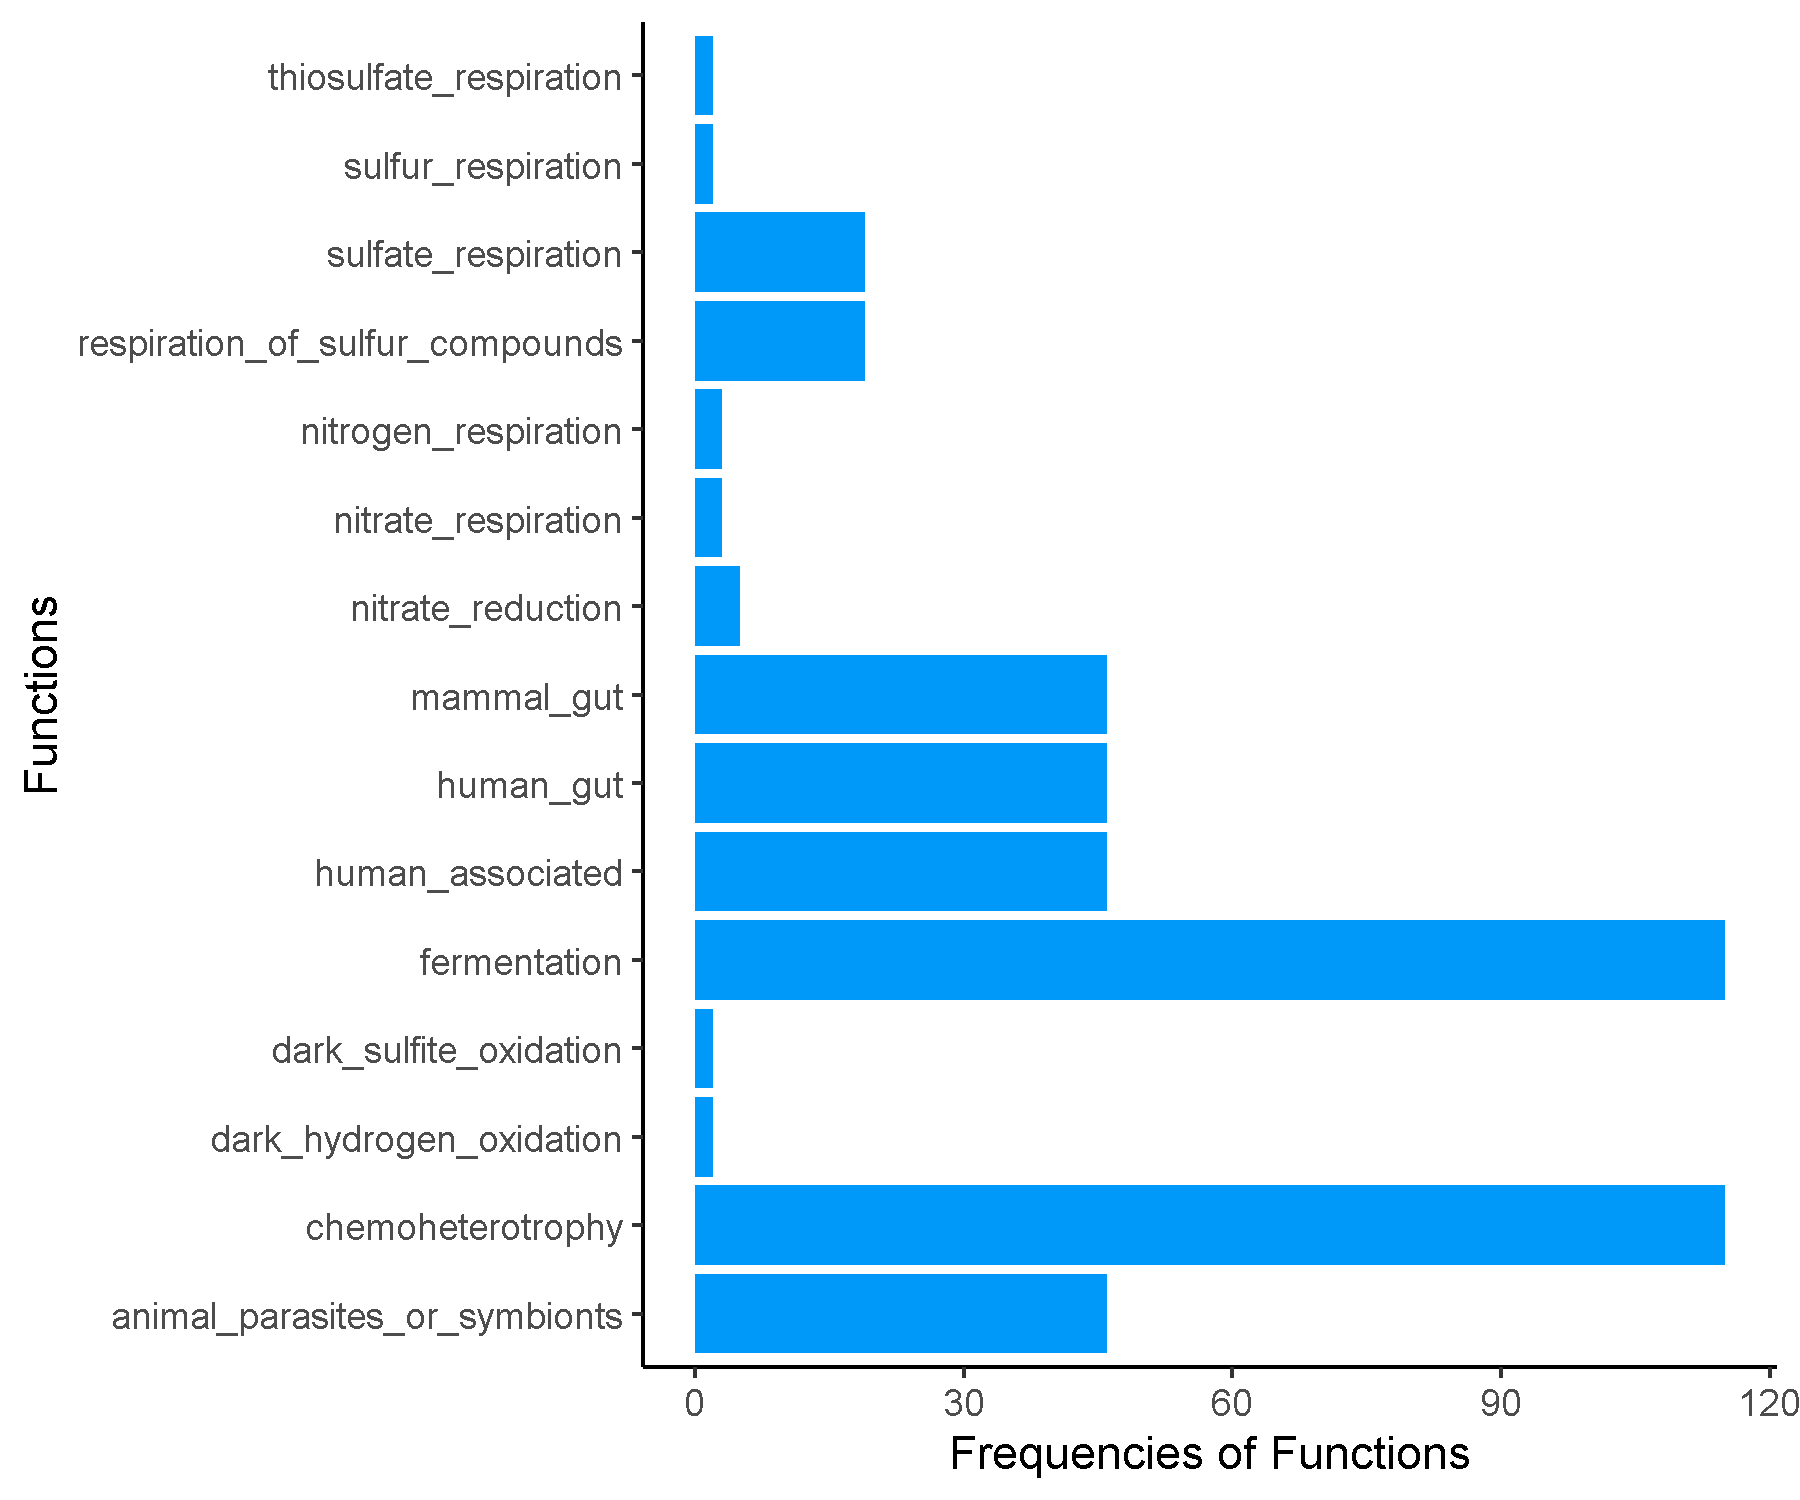 thiosulfate_respiration
sulfur_respiration
sulfate_respiration
respiration_of_sulfur_compounds
nitrogen_respiration
nitrate_respiration
nitrate_reduction
mammal_gut
human_gut
human_associated
fermentation
dark_sulfite_oxidation
dark_hydrogen_oxidation
chemoheterotrophy
animal_parasites_or_symbionts
Functions
0 30 60 90 120
Frequencies of Functions